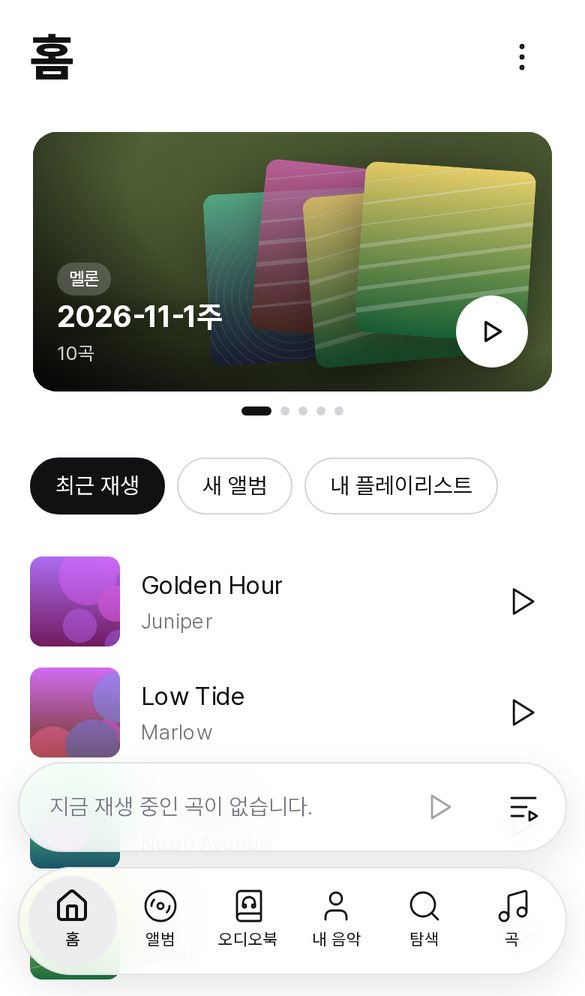 홈
멜론
2026-11-1주
10곡
최근 재생
새 앨범
내 플레이리스트
Golden Hour
Juniper
Low Tide
Marlow
지금 재생 중인 곡이 없습니다.
Neon Avenue
홈
앨범
오디오북
내 음악
탐색
곡